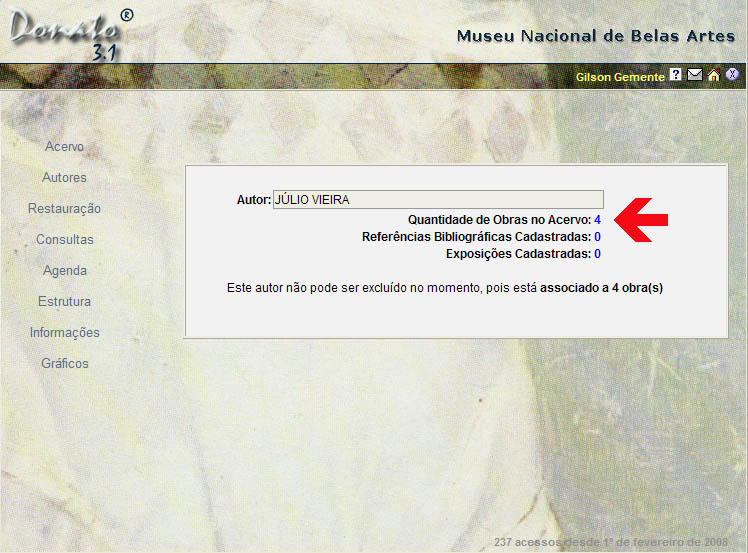 Donato ®
3.1
Museu Nacional de Belas Artes
Gilson Gemente ? X
Acervo
Autores
Restauração
Consultas
Agenda
Estrutura
Informações
Gráficos
Autor: JÚLIO VIEIRA
Quantidade de Obras no Acervo: 4
Referências Bibliográficas Cadastradas: 0
Exposições Cadastradas: 0
Este autor não pode ser excluído no momento, pois está associado a 4 obra(s)
237 acessos desde 1º de fevereiro de 2008